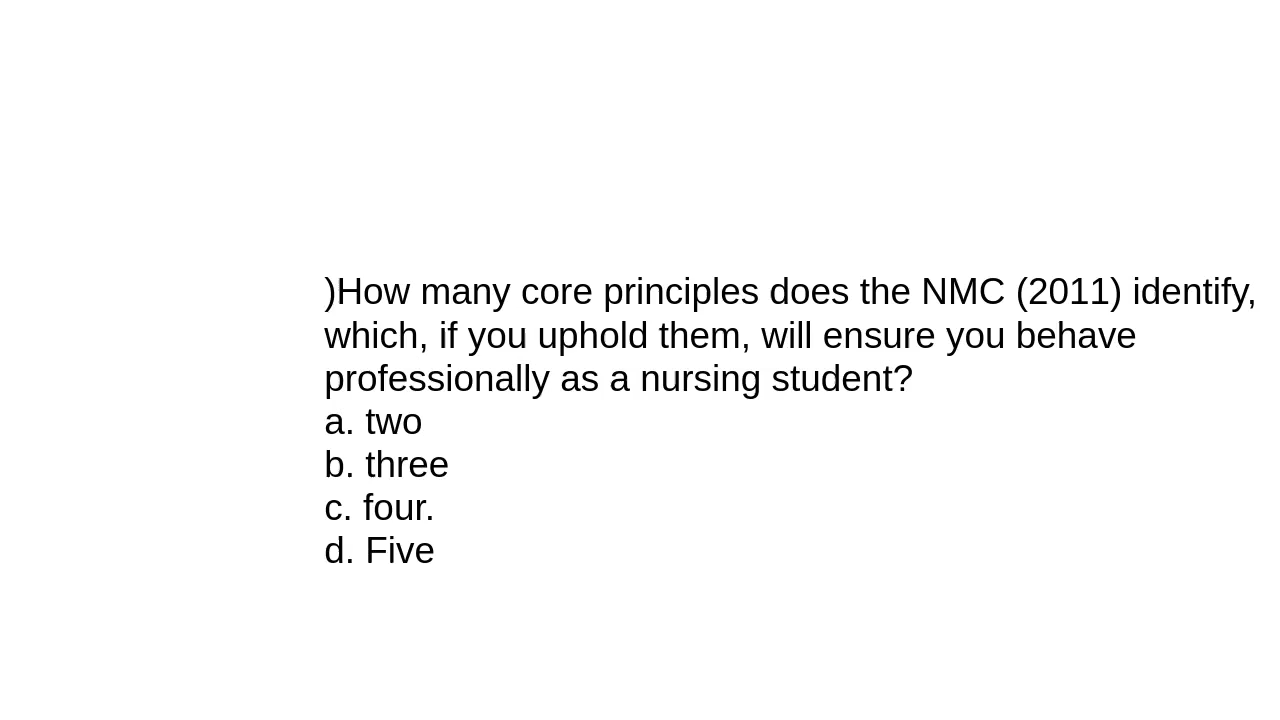 )How many core principles does the NMC (2011) identify,
which, if you uphold them, will ensure you behave
professionally as a nursing student?
a. two
b. three
c. four.
d. Five